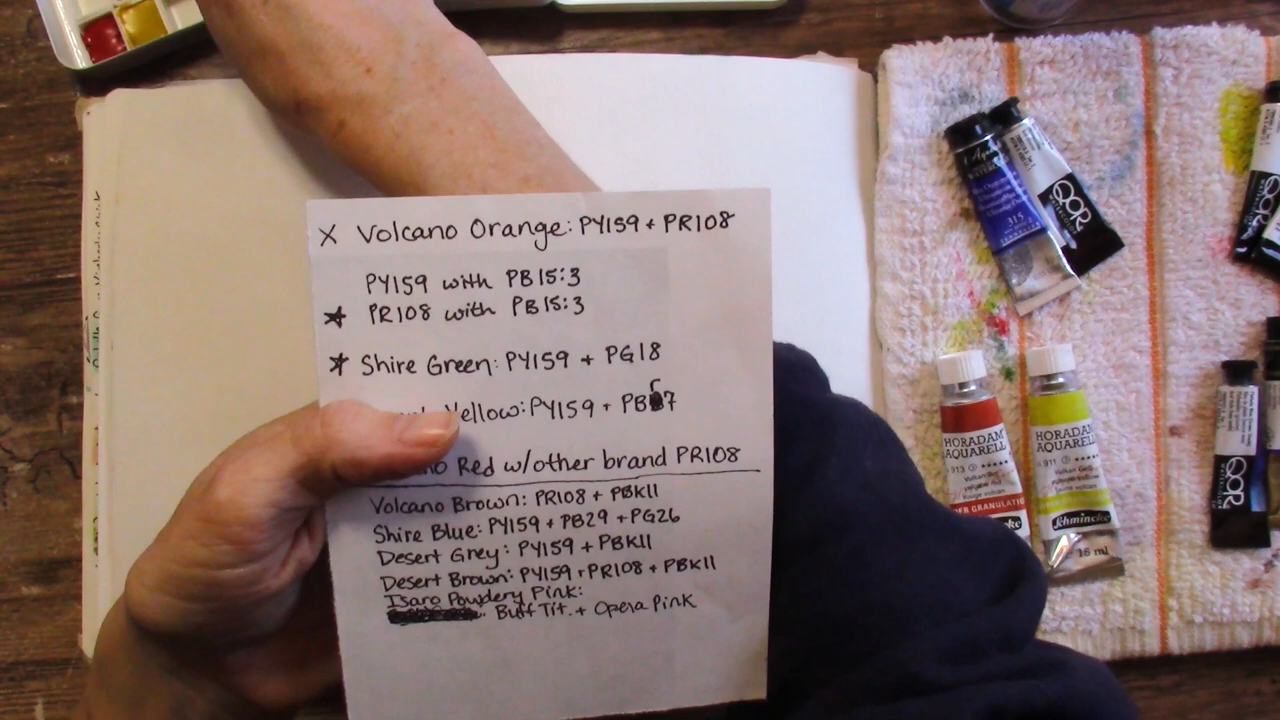 X Volcano Orange: PY159 + PR108
PY159 with PB15:3
★ PR108 with PB15:3
★ Shire Green: PY159 + PG18
Yellow: PY159 + PB
Red w/other brand PR108
Volcano Brown: PR108 + PBK11
Shire Blue: PY159 + PB29 + PG26
Desert Grey: PY159 + PBK11
Desert Brown: PY159 + PR108 + PBK11
Isaro Powdery Pink:
Buff Tit. + Opera Pink
315
QOR
HORADAM
AQUARELL
913
HORADAM
AQUARELL
911
Schmincke
15 ml
QOR